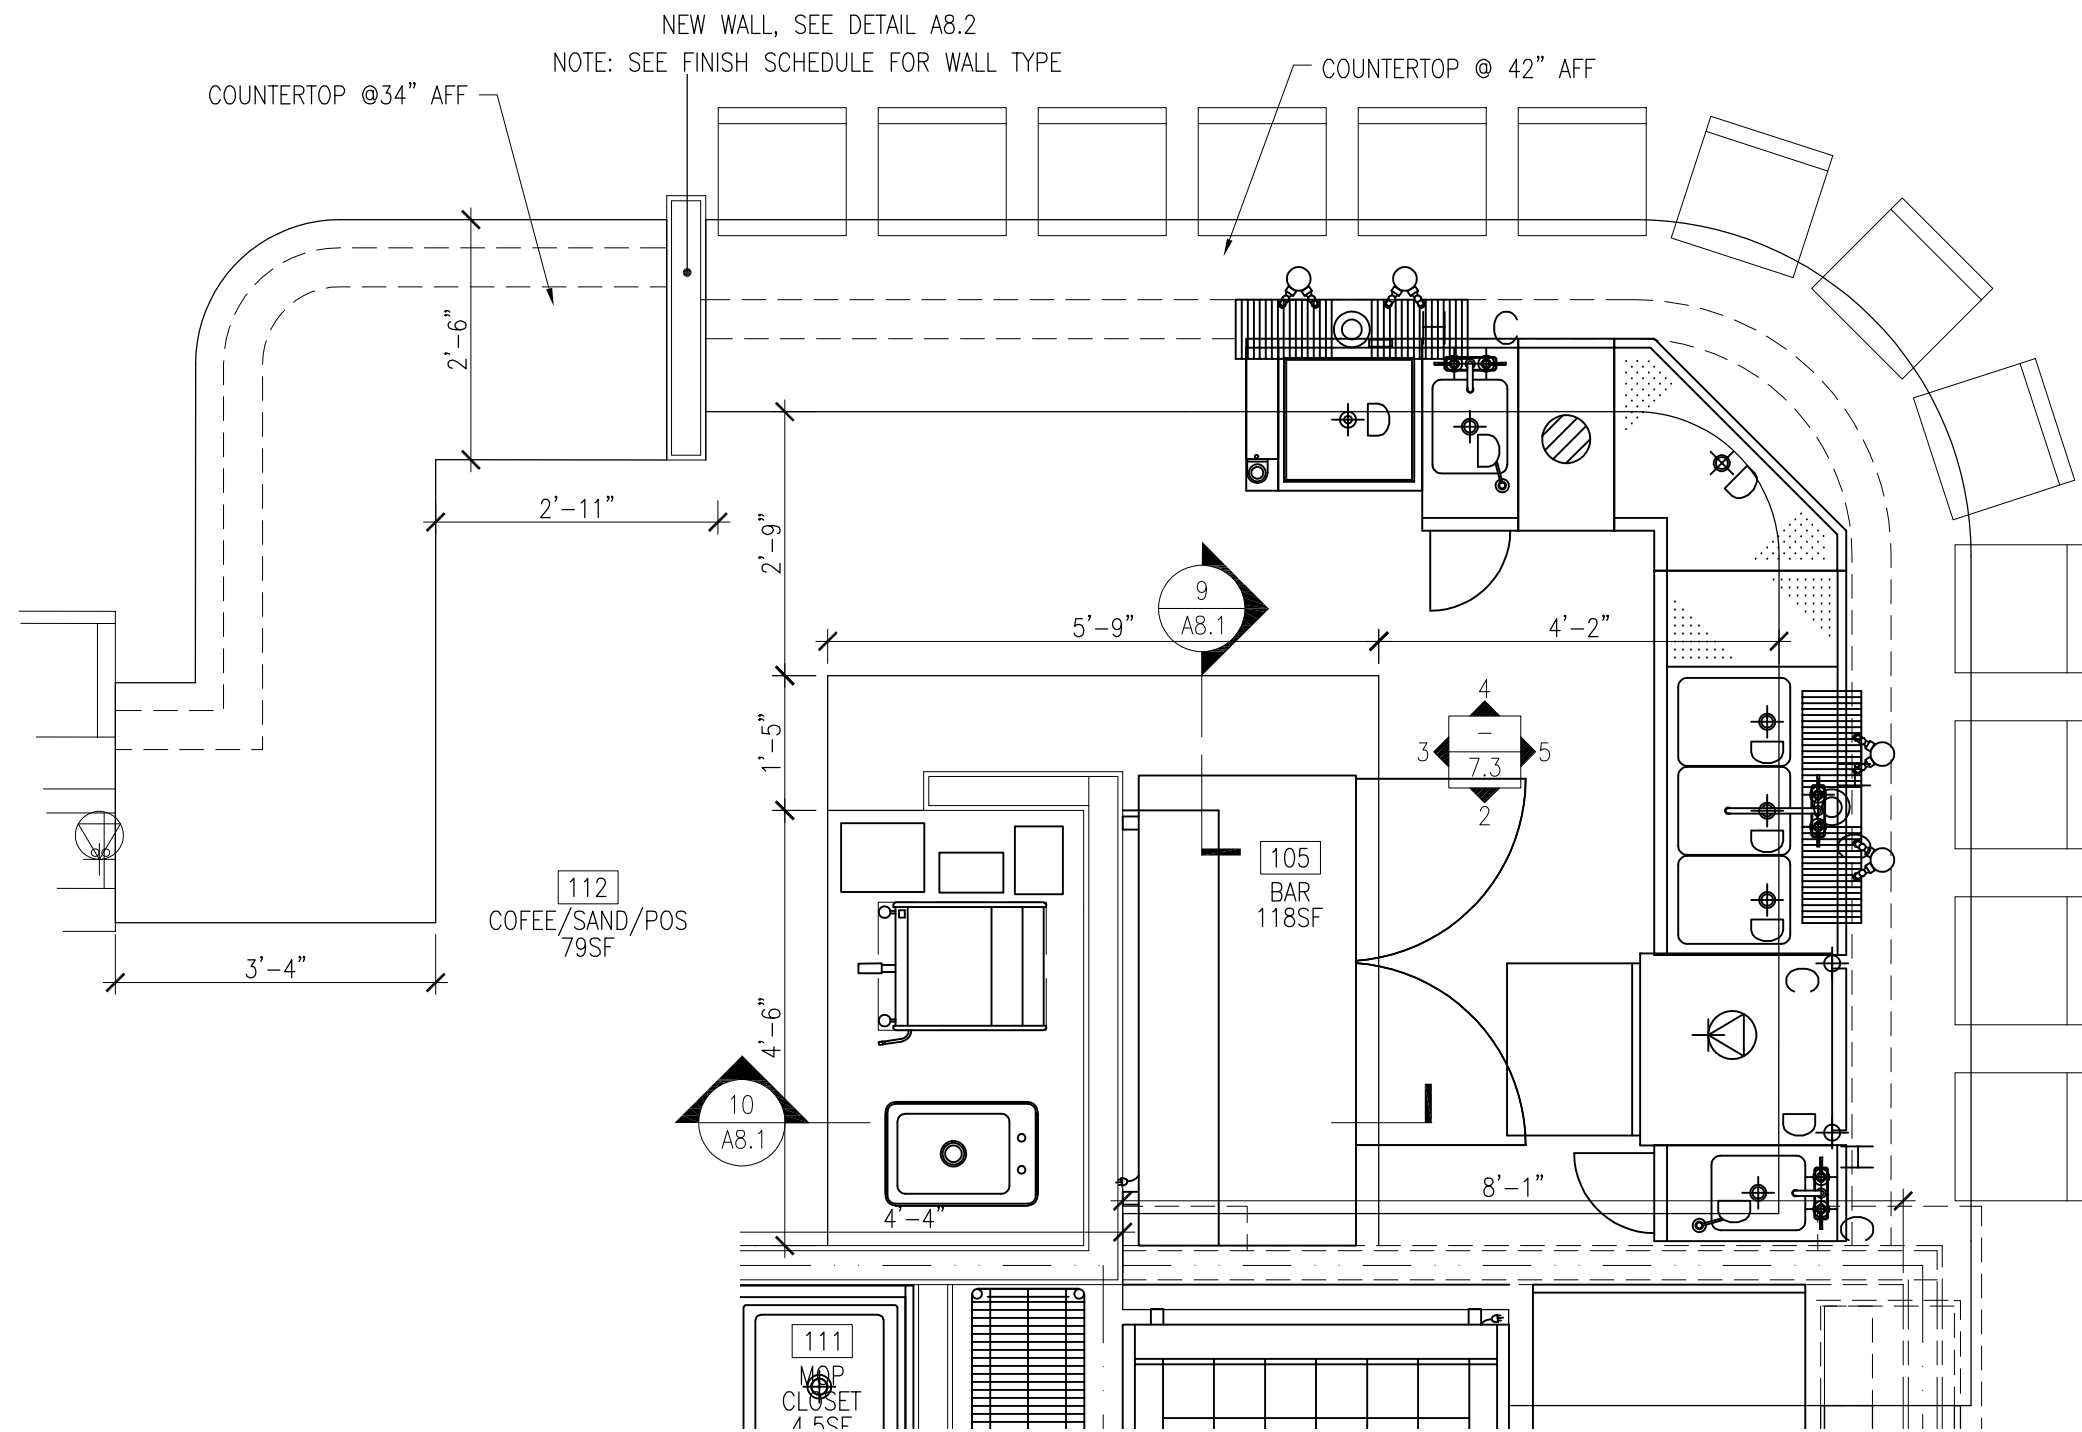 NEW WALL, SEE DETAIL A8.2
NOTE: SEE FINISH SCHEDULE FOR WALL TYPE
COUNTERTOP @34” AFF
COUNTERTOP @ 42” AFF
2’-6”
2’-11”
2’-9”
9
A8.1
5’-9”
4’-2”
1’-5”
4
3
-
7.3
5
2
105
BAR
118SF
112
COFEE/SAND/POS
79SF
3’-4”
4’-6”
10
A8.1
8’-1”
4’-4”
111
MOP
CLOSET
4.5SF
C
D
D
D
D
D
D
C
D
D
C